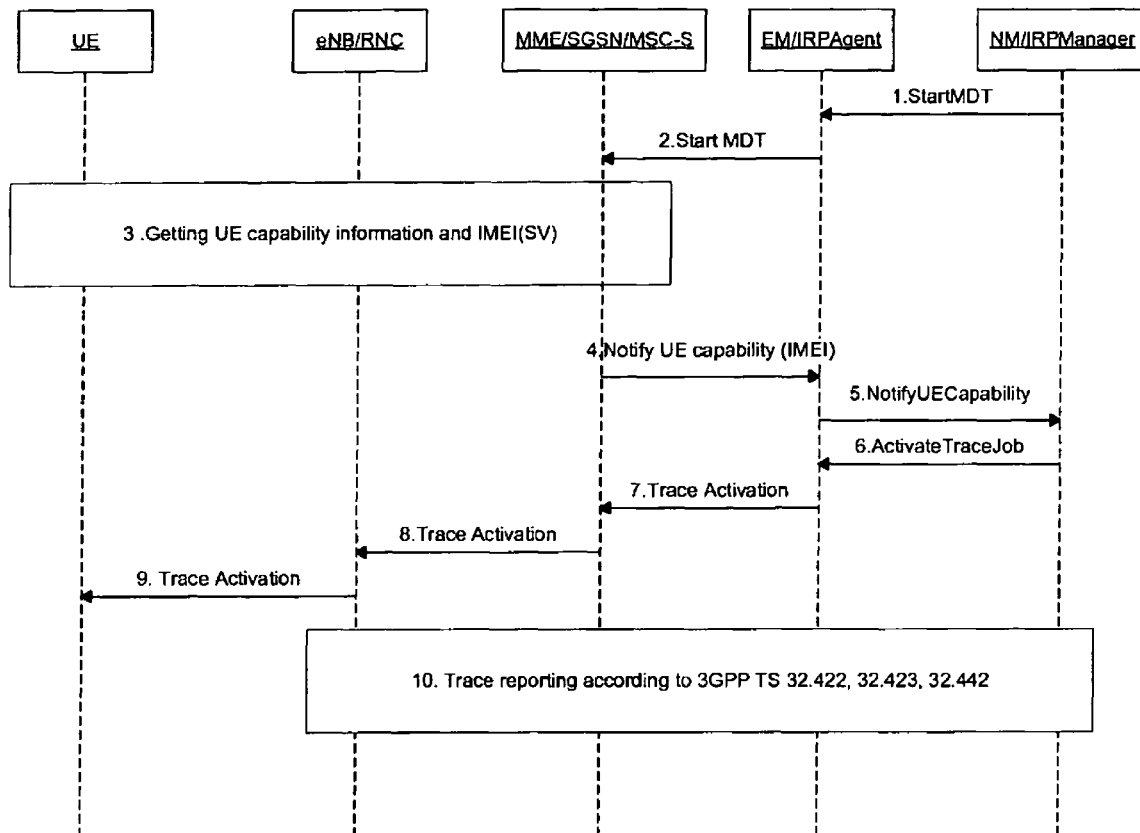 UE
eNB/RNC
MME/SGSN/MSC-S
EM/IRPAgent
NM/IRPManager
1.StartMDT
2.Start MDT
3 .Getting UE capability information and IMEI(SV)
4.Notify UE capability (IMEI)
5.NotifyUECapability
6.ActivateTraceJob
7.Trace Activation
8.Trace Activation
9. Trace Activation
10. Trace reporting according to 3GPP TS 32.422, 32.423, 32.442